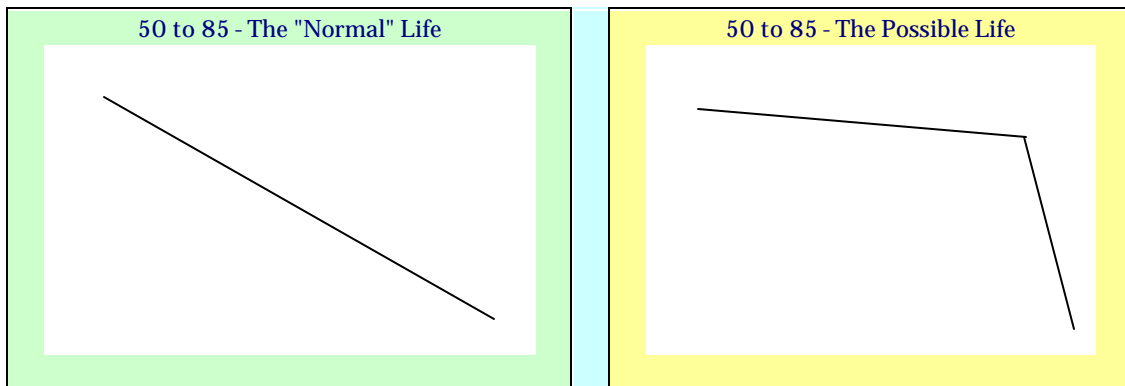 50 to 85 - The "Normal" Life
50 to 85 - The Possible Life